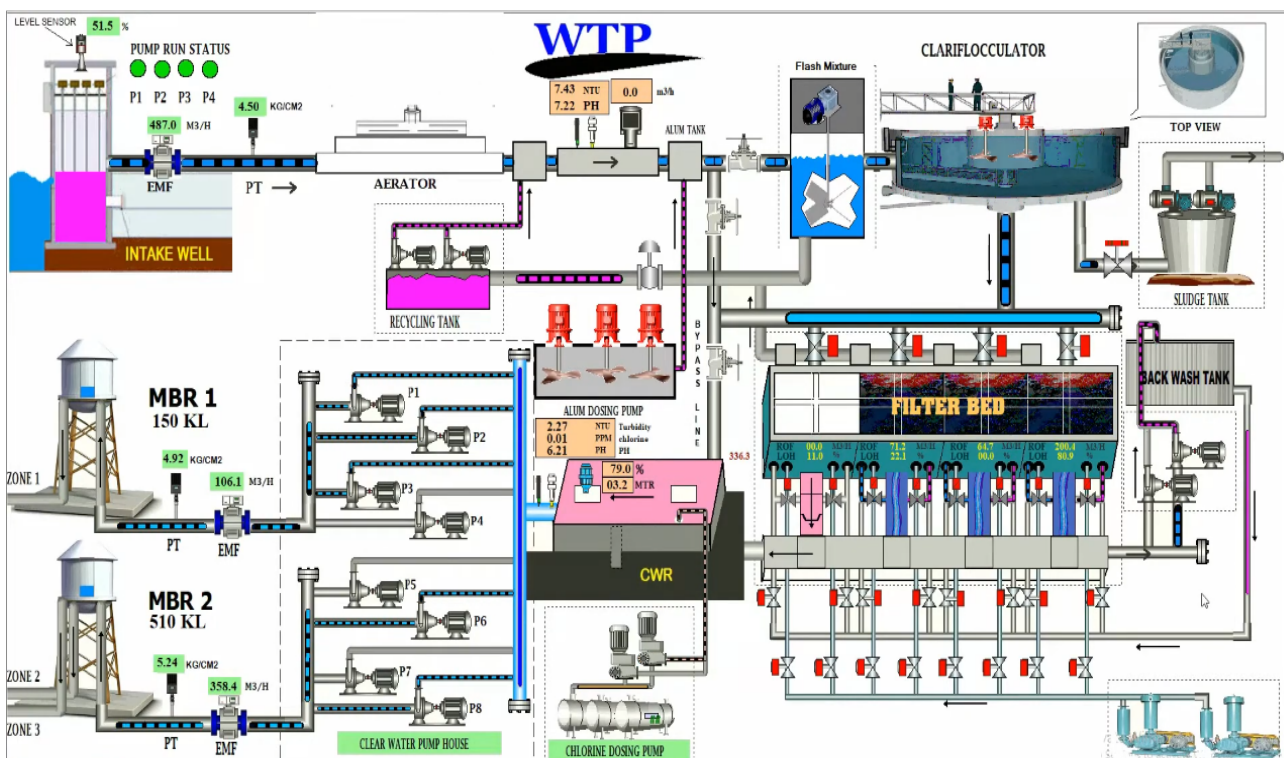 LEVEL SENSOR
51.5 %
PUMP RUN STATUS
P1 P2 P3 P4
487.0 M3/H
EMF
4.50 KG/CM2
PT
INTAKE WELL
AERATOR
WTP
7.43 NTU
7.22 PH
0.0 m3/h
ALUM TANK
Flash Mixture
CLARIFLOCCULATOR
TOP VIEW
SLUDGE TANK
RECYCLING TANK
BYPASS LINE
ALUM DOSING PUMP
2.27 NTU Turbidity
0.01 PPM chlorine
6.21 PH PH
79.0 %
03.2 MTR
CWR
336.3
FILTER BED
ROF 00.0 M3/H ROF 71.2 M3/H ROF 64.7 M3/H ROF 200.4 M3/H
LOH 11.0 % LOH 22.1 % LOH 00.0 % LOH 80.9 %
BACK WASH TANK
MBR 1
150 KL
4.92 KG/CM2
106.1 M3/H
ZONE 1
PT
EMF
P1
P2
P3
P4
MBR 2
510 KL
5.24 KG/CM2
358.4 M3/H
ZONE 2
ZONE 3
PT
EMF
P5
P6
P7
P8
CLEAR WATER PUMP HOUSE
CHLORINE DOSING PUMP